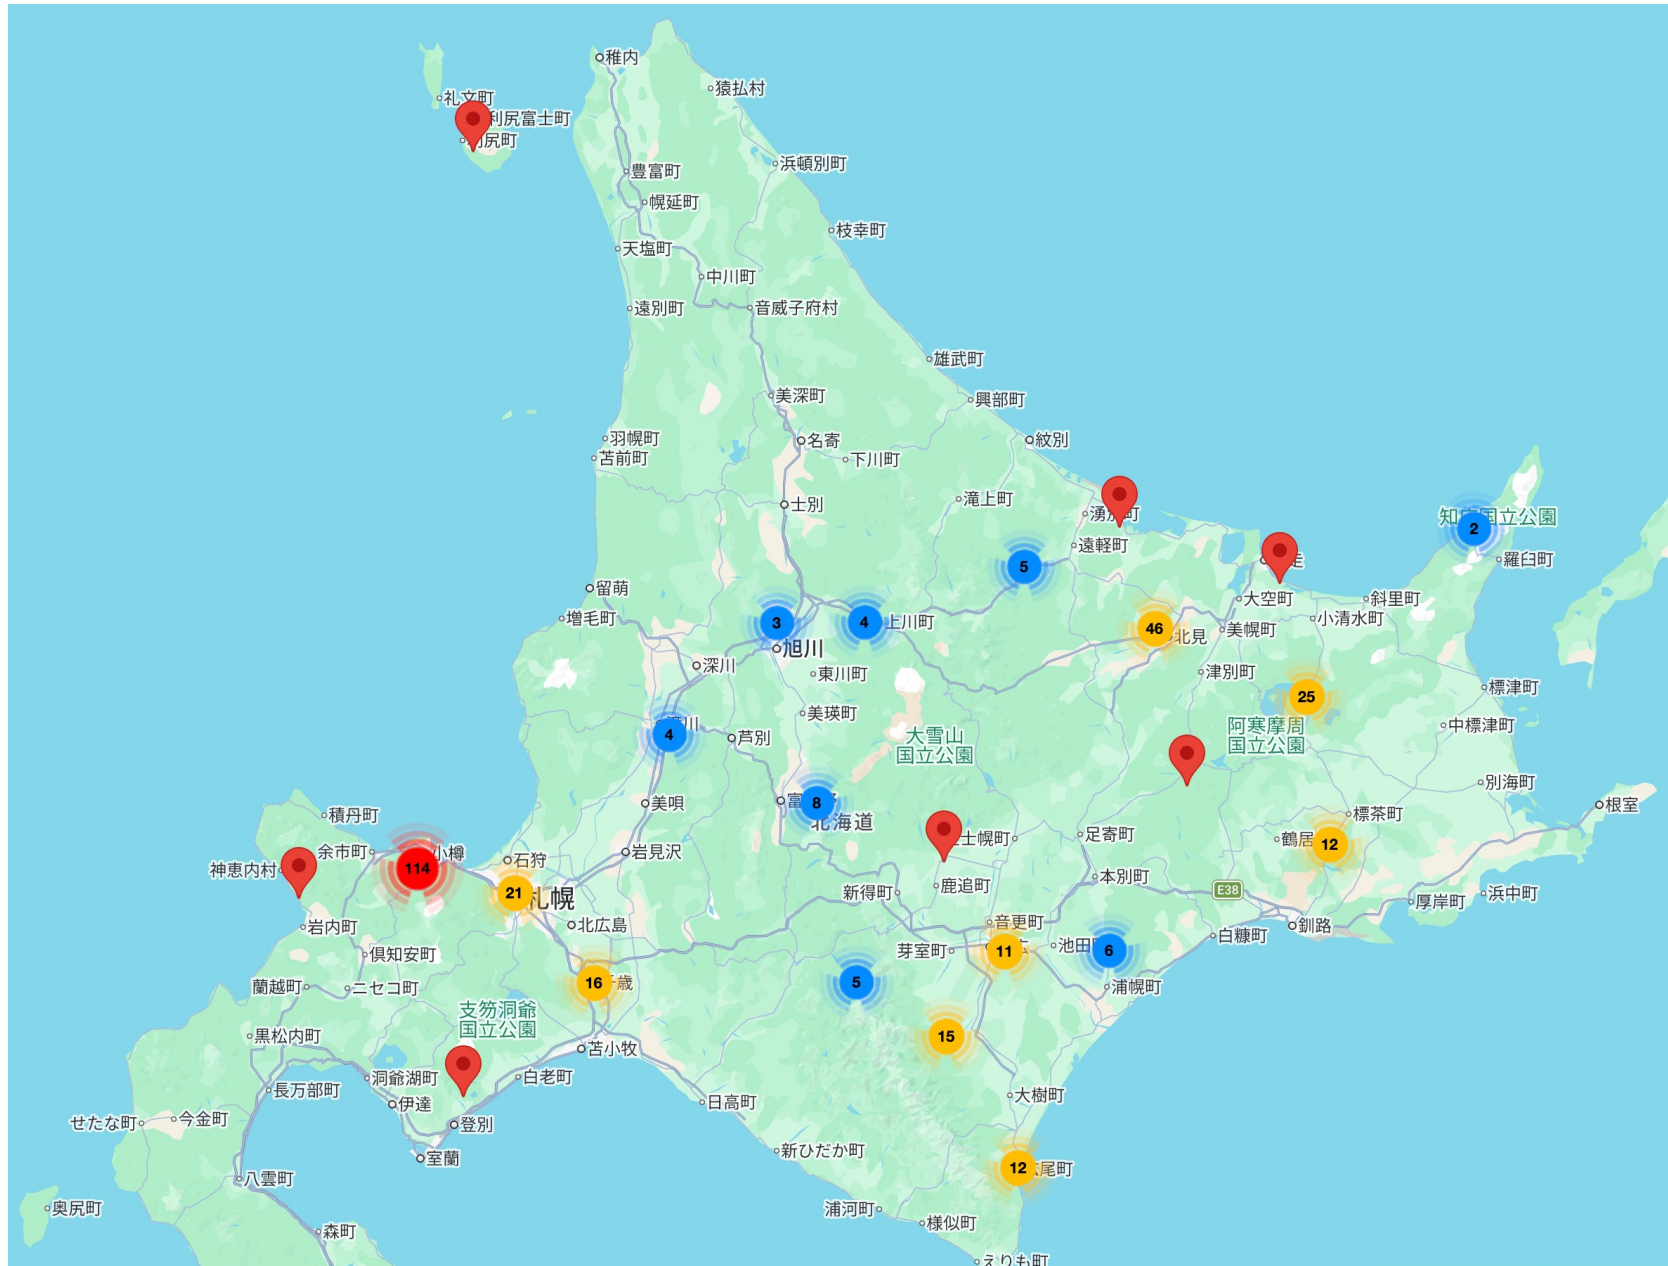 稚内
猿払村
礼文町
利尻富士町
尻町
浜頓別町
豊富町
幌延町
枝幸町
天塩町
中川町
遠別町
音威子府村
雄武町
美深町
興部町
羽幌町
名寄
紋別
苫前町
下川町
滝上町
士別
湧別町
知床国立公園
2
遠軽町
羅臼町
5
留萌
大空町
斜里町
増毛町
3
4
上川町
小清水町
46
北見
美幌町
旭川
深川
東川町
津別町
標津町
25
美瑛町
滝川
4
芦別
大雪山
国立公園
阿寒摩周
国立公園
中標津町
別海町
美唄
富
8
北海道
根室
積丹町
標茶町
士幌町
足寄町
鶴居
12
余市町
小樽
石狩
岩見沢
神恵内村
114
本別町
21
札幌
新得町
鹿追町
E38
浜中町
厚岸町
岩内町
北広島
音更町
釧路
白糠町
倶知安町
芽室町
11
池田町
6
蘭越町
ニセコ町
16
千歳
5
浦幌町
支笏洞爺
国立公園
黒松内町
15
苫小牧
洞爺湖町
白老町
長万部町
大樹町
伊達
日高町
せたな町
今金町
登別
新ひだか町
室蘭
12
広尾町
八雲町
奥尻町
浦河町
様似町
森町
えりも町